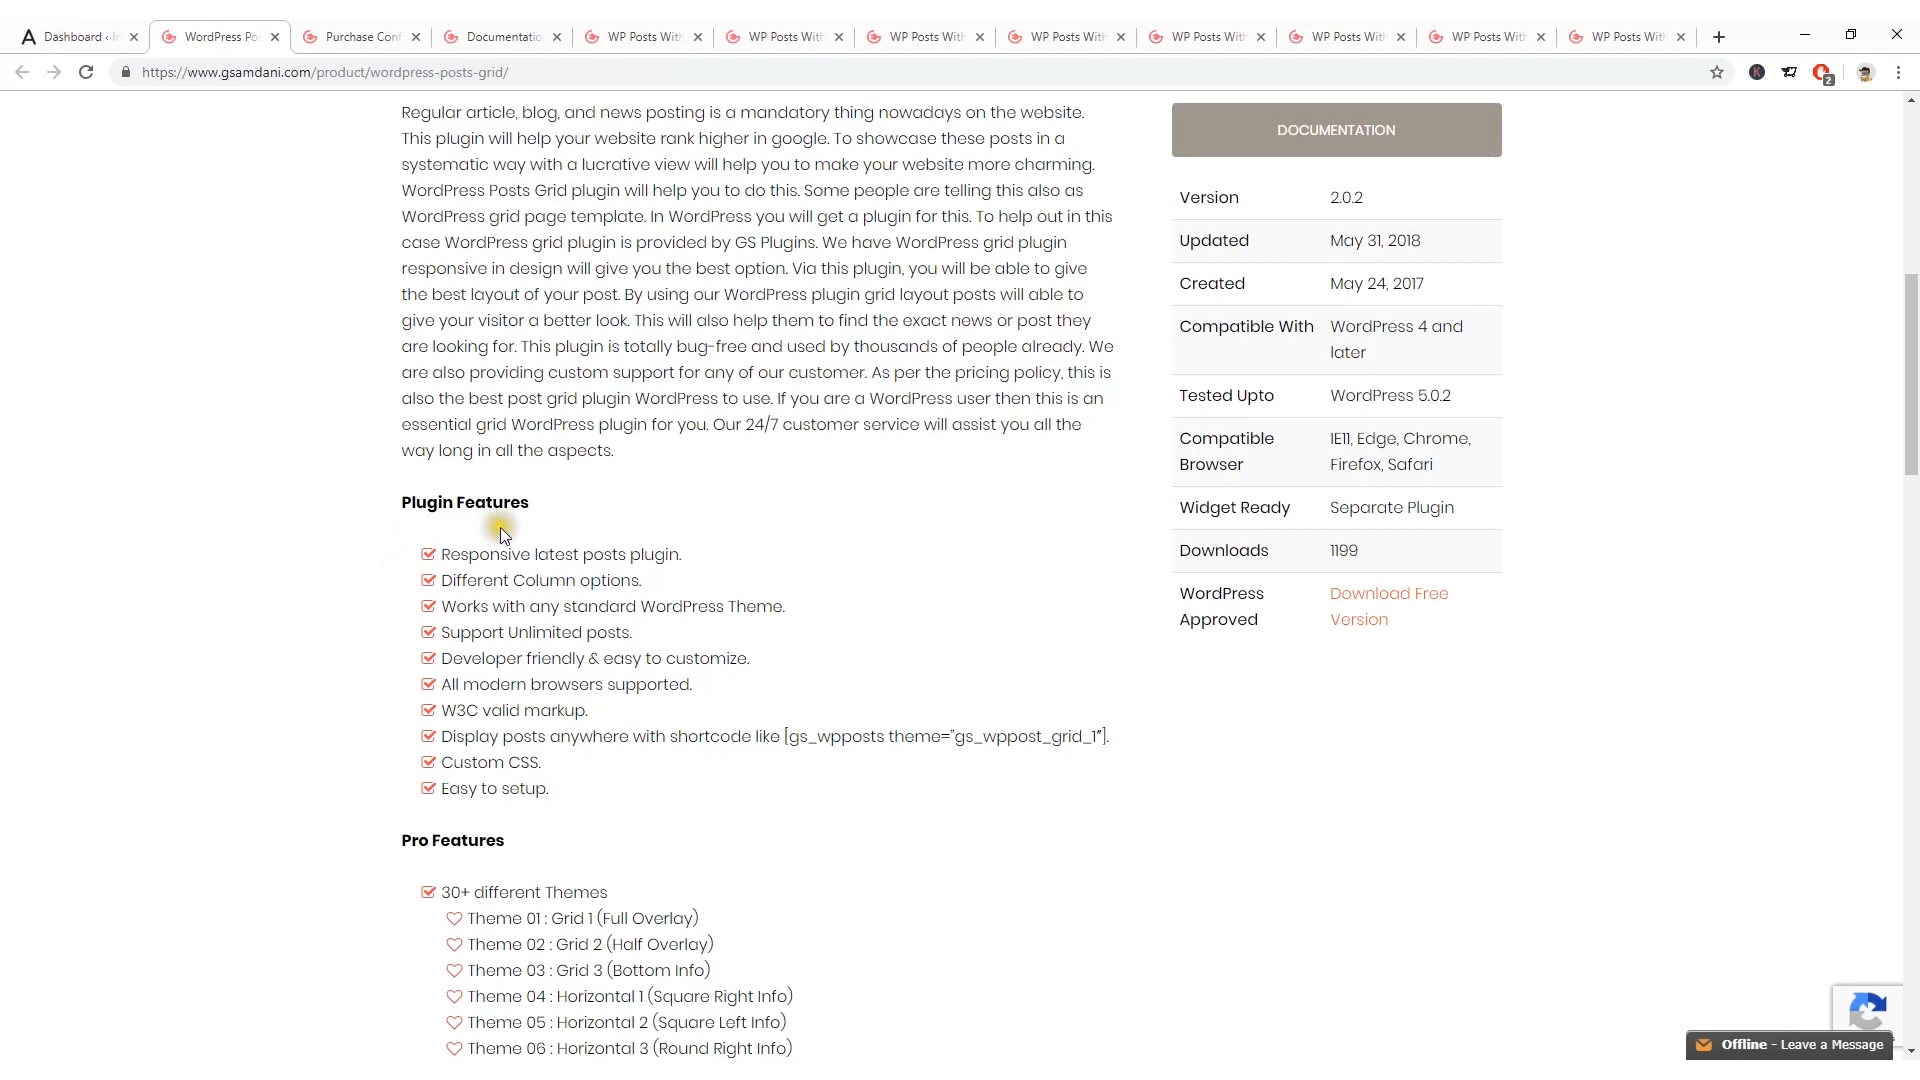 Dashboard ‹ In
WordPress Po
Purchase Conf
Documentatio
WP Posts With
WP Posts With
WP Posts With
WP Posts With
WP Posts With
WP Posts With
WP Posts With
WP Posts With
https://www.gsamdani.com/product/wordpress-posts-grid/
K
2
Regular article, blog, and news posting is a mandatory thing nowadays on the website.
This plugin will help your website rank higher in google. To showcase these posts in a
systematic way with a lucrative view will help you to make your website more charming.
WordPress Posts Grid plugin will help you to do this. Some people are telling this also as
WordPress grid page template. In WordPress you will get a plugin for this. To help out in this
case WordPress grid plugin is provided by GS Plugins. We have WordPress grid plugin
responsive in design will give you the best option. Via this plugin, you will be able to give
the best layout of your post. By using our WordPress plugin grid layout posts will able to
give your visitor a better look. This will also help them to find the exact news or post they
are looking for. This plugin is totally bug-free and used by thousands of people already. We
are also providing custom support for any of our customer. As per the pricing policy, this is
also the best post grid plugin WordPress to use. If you are a WordPress user then this is an
essential grid WordPress plugin for you. Our 24/7 customer service will assist you all the
way long in all the aspects.
Plugin Features
Responsive latest posts plugin.
Different Column options.
Works with any standard WordPress Theme.
Support Unlimited posts.
Developer friendly & easy to customize.
All modern browsers supported.
W3C valid markup.
Display posts anywhere with shortcode like [gs_wpposts theme="gs_wppost_grid_1"].
Custom CSS.
Easy to setup.
Pro Features
30+ different Themes
Theme 01 : Grid 1 (Full Overlay)
Theme 02 : Grid 2 (Half Overlay)
Theme 03 : Grid 3 (Bottom Info)
Theme 04 : Horizontal 1 (Square Right Info)
Theme 05 : Horizontal 2 (Square Left Info)
Theme 06 : Horizontal 3 (Round Right Info)
DOCUMENTATION
Version 2.0.2
Updated May 31, 2018
Created May 24, 2017
Compatible With WordPress 4 and
later
Tested Upto WordPress 5.0.2
Compatible IE11, Edge, Chrome,
Browser Firefox, Safari
Widget Ready Separate Plugin
Downloads 1199
WordPress Download Free
Approved Version
Offline - Leave a Message